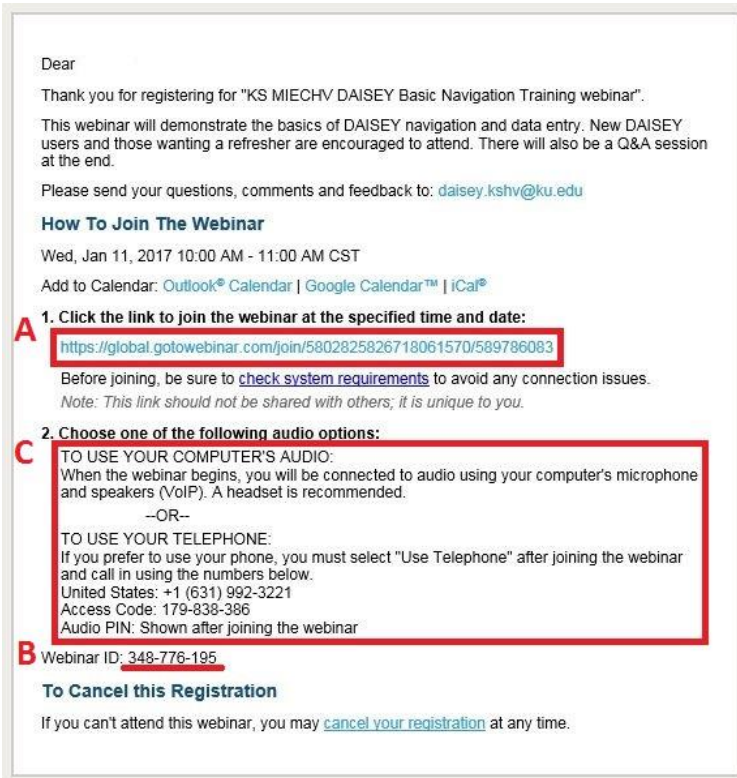 Dear
Thank you for registering for "KS MIECHV DAISEY Basic Navigation Training webinar".
This webinar will demonstrate the basics of DAISEY navigation and data entry. New DAISEY
users and those wanting a refresher are encouraged to attend. There will also be a Q&A session
at the end.
Please send your questions, comments and feedback to: daisey.kshv@ku.edu
How To Join The Webinar
Wed, Jan 11, 2017 10:00 AM - 11:00 AM CST
Add to Calendar: Outlook® Calendar | Google Calendar™ | iCal®
1. Click the link to join the webinar at the specified time and date:
A
https://global.gotowebinar.com/join/5802825826718061570/589786083
Before joining, be sure to check system requirements to avoid any connection issues.
Note: This link should not be shared with others; it is unique to you.
2. Choose one of the following audio options:
C
TO USE YOUR COMPUTER'S AUDIO:
When the webinar begins, you will be connected to audio using your computer's microphone
and speakers (VoIP). A headset is recommended.
--OR--
TO USE YOUR TELEPHONE:
If you prefer to use your phone, you must select "Use Telephone" after joining the webinar
and call in using the numbers below.
United States: +1 (631) 992-3221
Access Code: 179-838-386
Audio PIN: Shown after joining the webinar
B Webinar ID: 348-776-195
To Cancel this Registration
If you can't attend this webinar, you may cancel your registration at any time.